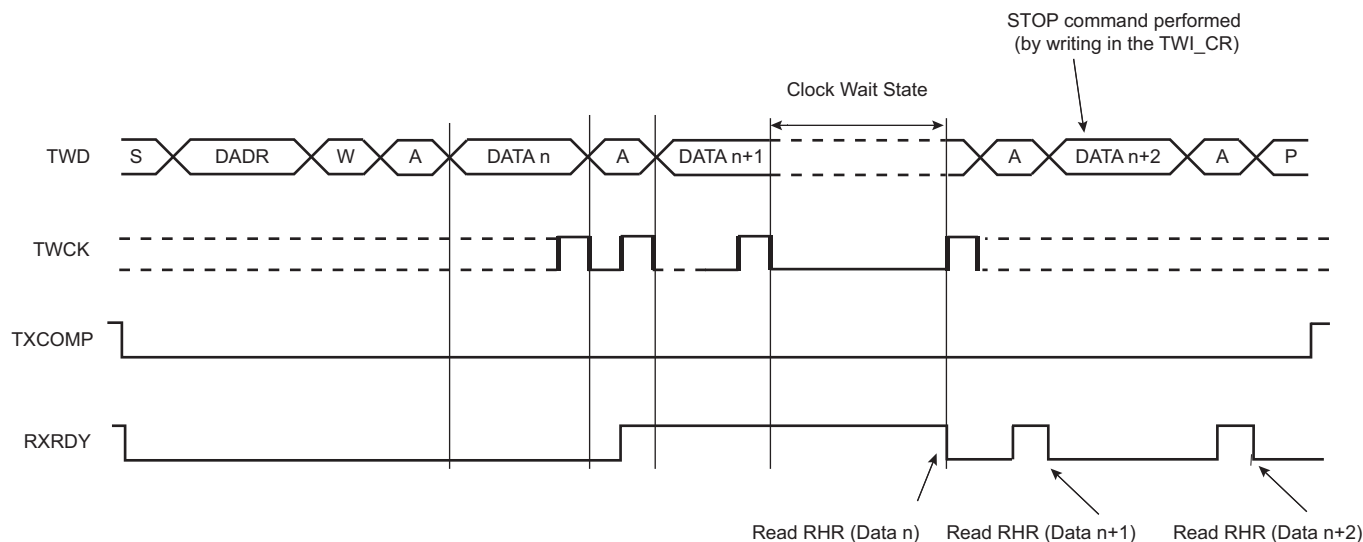 STOP command performed
(by writing in the TWI_CR)
Clock Wait State
TWD S DADR W A DATA n A DATA n+1 A DATA n+2 A P
TWCK
TXCOMP
RXRDY
Read RHR (Data n) Read RHR (Data n+1) Read RHR (Data n+2)